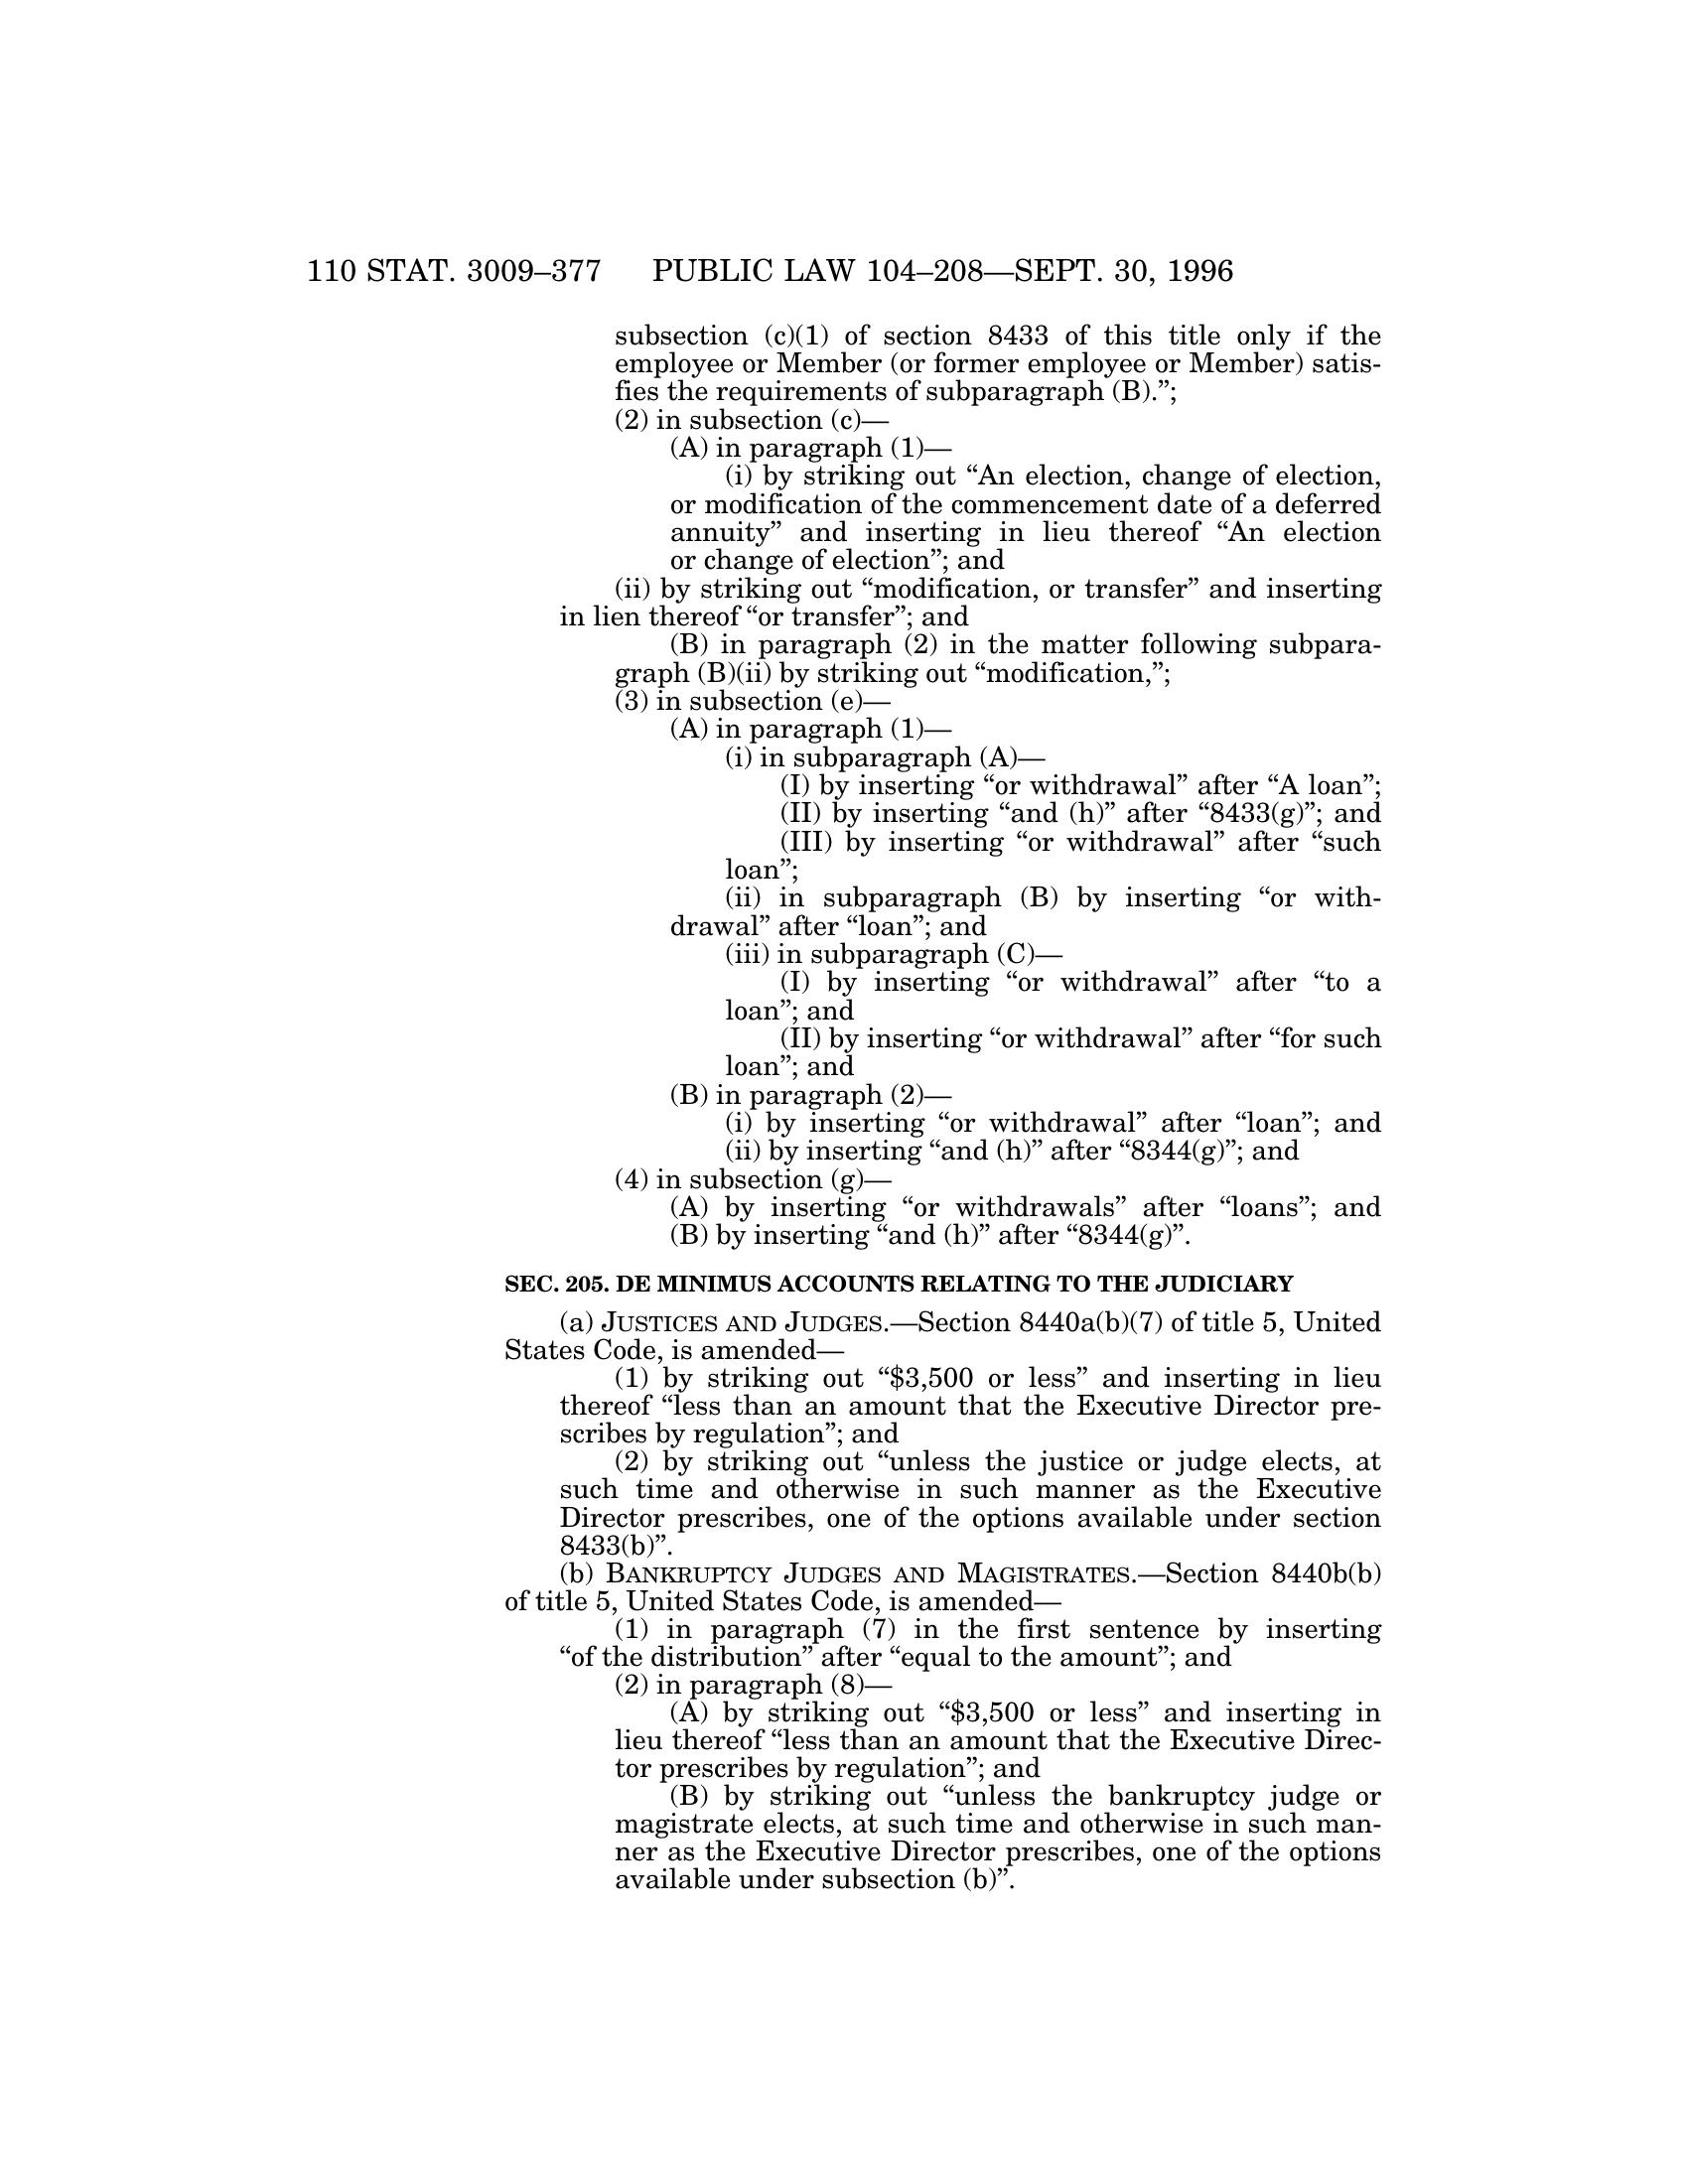 110 STAT. 3009–377 PUBLIC LAW 104–208—SEPT. 30, 1996
subsection (c)(1) of section 8433 of this title only if the
employee or Member (or former employee or Member) satis-
fies the requirements of subparagraph (B).”;
(2) in subsection (c)—
(A) in paragraph (1)—
(i) by striking out “An election, change of election,
or modification of the commencement date of a deferred
annuity” and inserting in lieu thereof “An election
or change of election”; and
(ii) by striking out “modification, or transfer” and inserting
in lien thereof “or transfer”; and
(B) in paragraph (2) in the matter following subpara-
graph (B)(ii) by striking out “modification,”;
(3) in subsection (e)—
(A) in paragraph (1)—
(i) in subparagraph (A)—
(I) by inserting “or withdrawal” after “A loan”;
(II) by inserting “and (h)” after “8433(g)”; and
(III) by inserting “or withdrawal” after “such
loan”;
(ii) in subparagraph (B) by inserting “or with-
drawal” after “loan”; and
(iii) in subparagraph (C)—
(I) by inserting “or withdrawal” after “to a
loan”; and
(II) by inserting “or withdrawal” after “for such
loan”; and
(B) in paragraph (2)—
(i) by inserting “or withdrawal” after “loan”; and
(ii) by inserting “and (h)” after “8344(g)”; and
(4) in subsection (g)—
(A) by inserting “or withdrawals” after “loans”; and
(B) by inserting “and (h)” after “8344(g)”.
SEC. 205. DE MINIMUS ACCOUNTS RELATING TO THE JUDICIARY
(a) JUSTICES AND JUDGES.—Section 8440a(b)(7) of title 5, United
States Code, is amended—
(1) by striking out “$3,500 or less” and inserting in lieu
thereof “less than an amount that the Executive Director pre-
scribes by regulation”; and
(2) by striking out “unless the justice or judge elects, at
such time and otherwise in such manner as the Executive
Director prescribes, one of the options available under section
8433(b)”.
(b) BANKRUPTCY JUDGES AND MAGISTRATES.—Section 8440b(b)
of title 5, United States Code, is amended—
(1) in paragraph (7) in the first sentence by inserting
“of the distribution” after “equal to the amount”; and
(2) in paragraph (8)—
(A) by striking out “$3,500 or less” and inserting in
lieu thereof “less than an amount that the Executive Direc-
tor prescribes by regulation”; and
(B) by striking out “unless the bankruptcy judge or
magistrate elects, at such time and otherwise in such man-
ner as the Executive Director prescribes, one of the options
available under subsection (b)”.